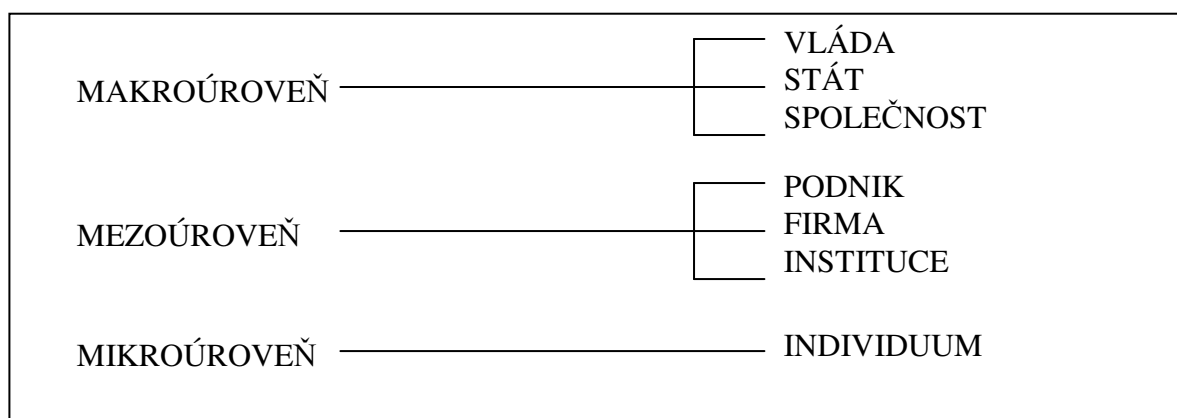 MAKROÚROVEŇ
VLÁDA
STÁT
SPOLEČNOST
MEZOÚROVEŇ
PODNIK
FIRMA
INSTITUCE
MIKROÚROVEŇ
INDIVIDUUM